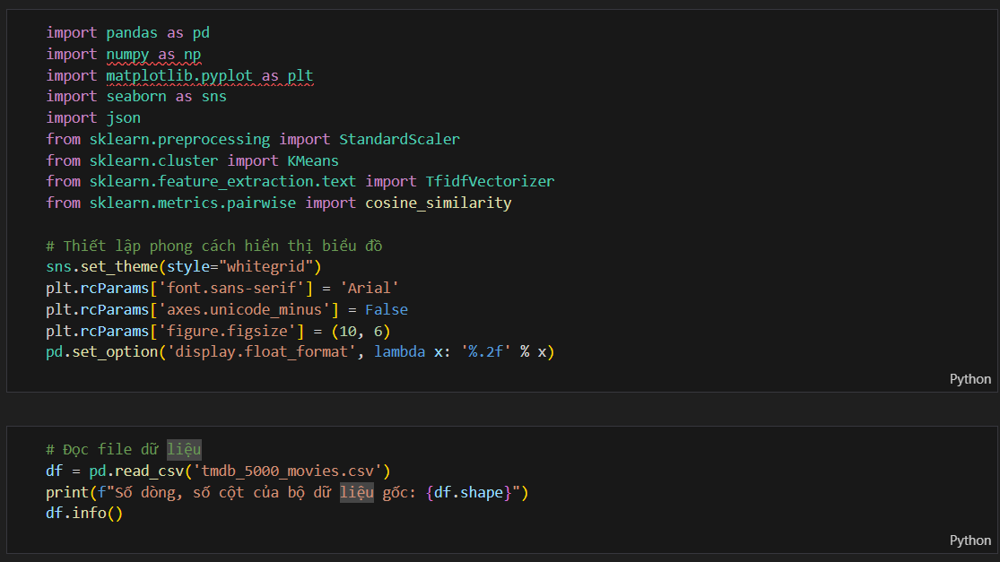 import pandas as pd
import numpy as np
import matplotlib.pyplot as plt
import seaborn as sns
import json
from sklearn.preprocessing import StandardScaler
from sklearn.cluster import KMeans
from sklearn.feature_extraction.text import TfidfVectorizer
from sklearn.metrics.pairwise import cosine_similarity
# Thiết lập phong cách hiển thị biểu đồ
sns.set_theme(style="whitegrid")
plt.rcParams['font.sans-serif'] = 'Arial'
plt.rcParams['axes.unicode_minus'] = False
plt.rcParams['figure.figsize'] = (10, 6)
pd.set_option('display.float_format', lambda x: '%.2f' % x)
Python
# Đọc file dữ liệu
df = pd.read_csv('tmdb_5000_movies.csv')
print(f"Số dòng, số cột của bộ dữ liệu gốc: {df.shape}")
df.info()
Python